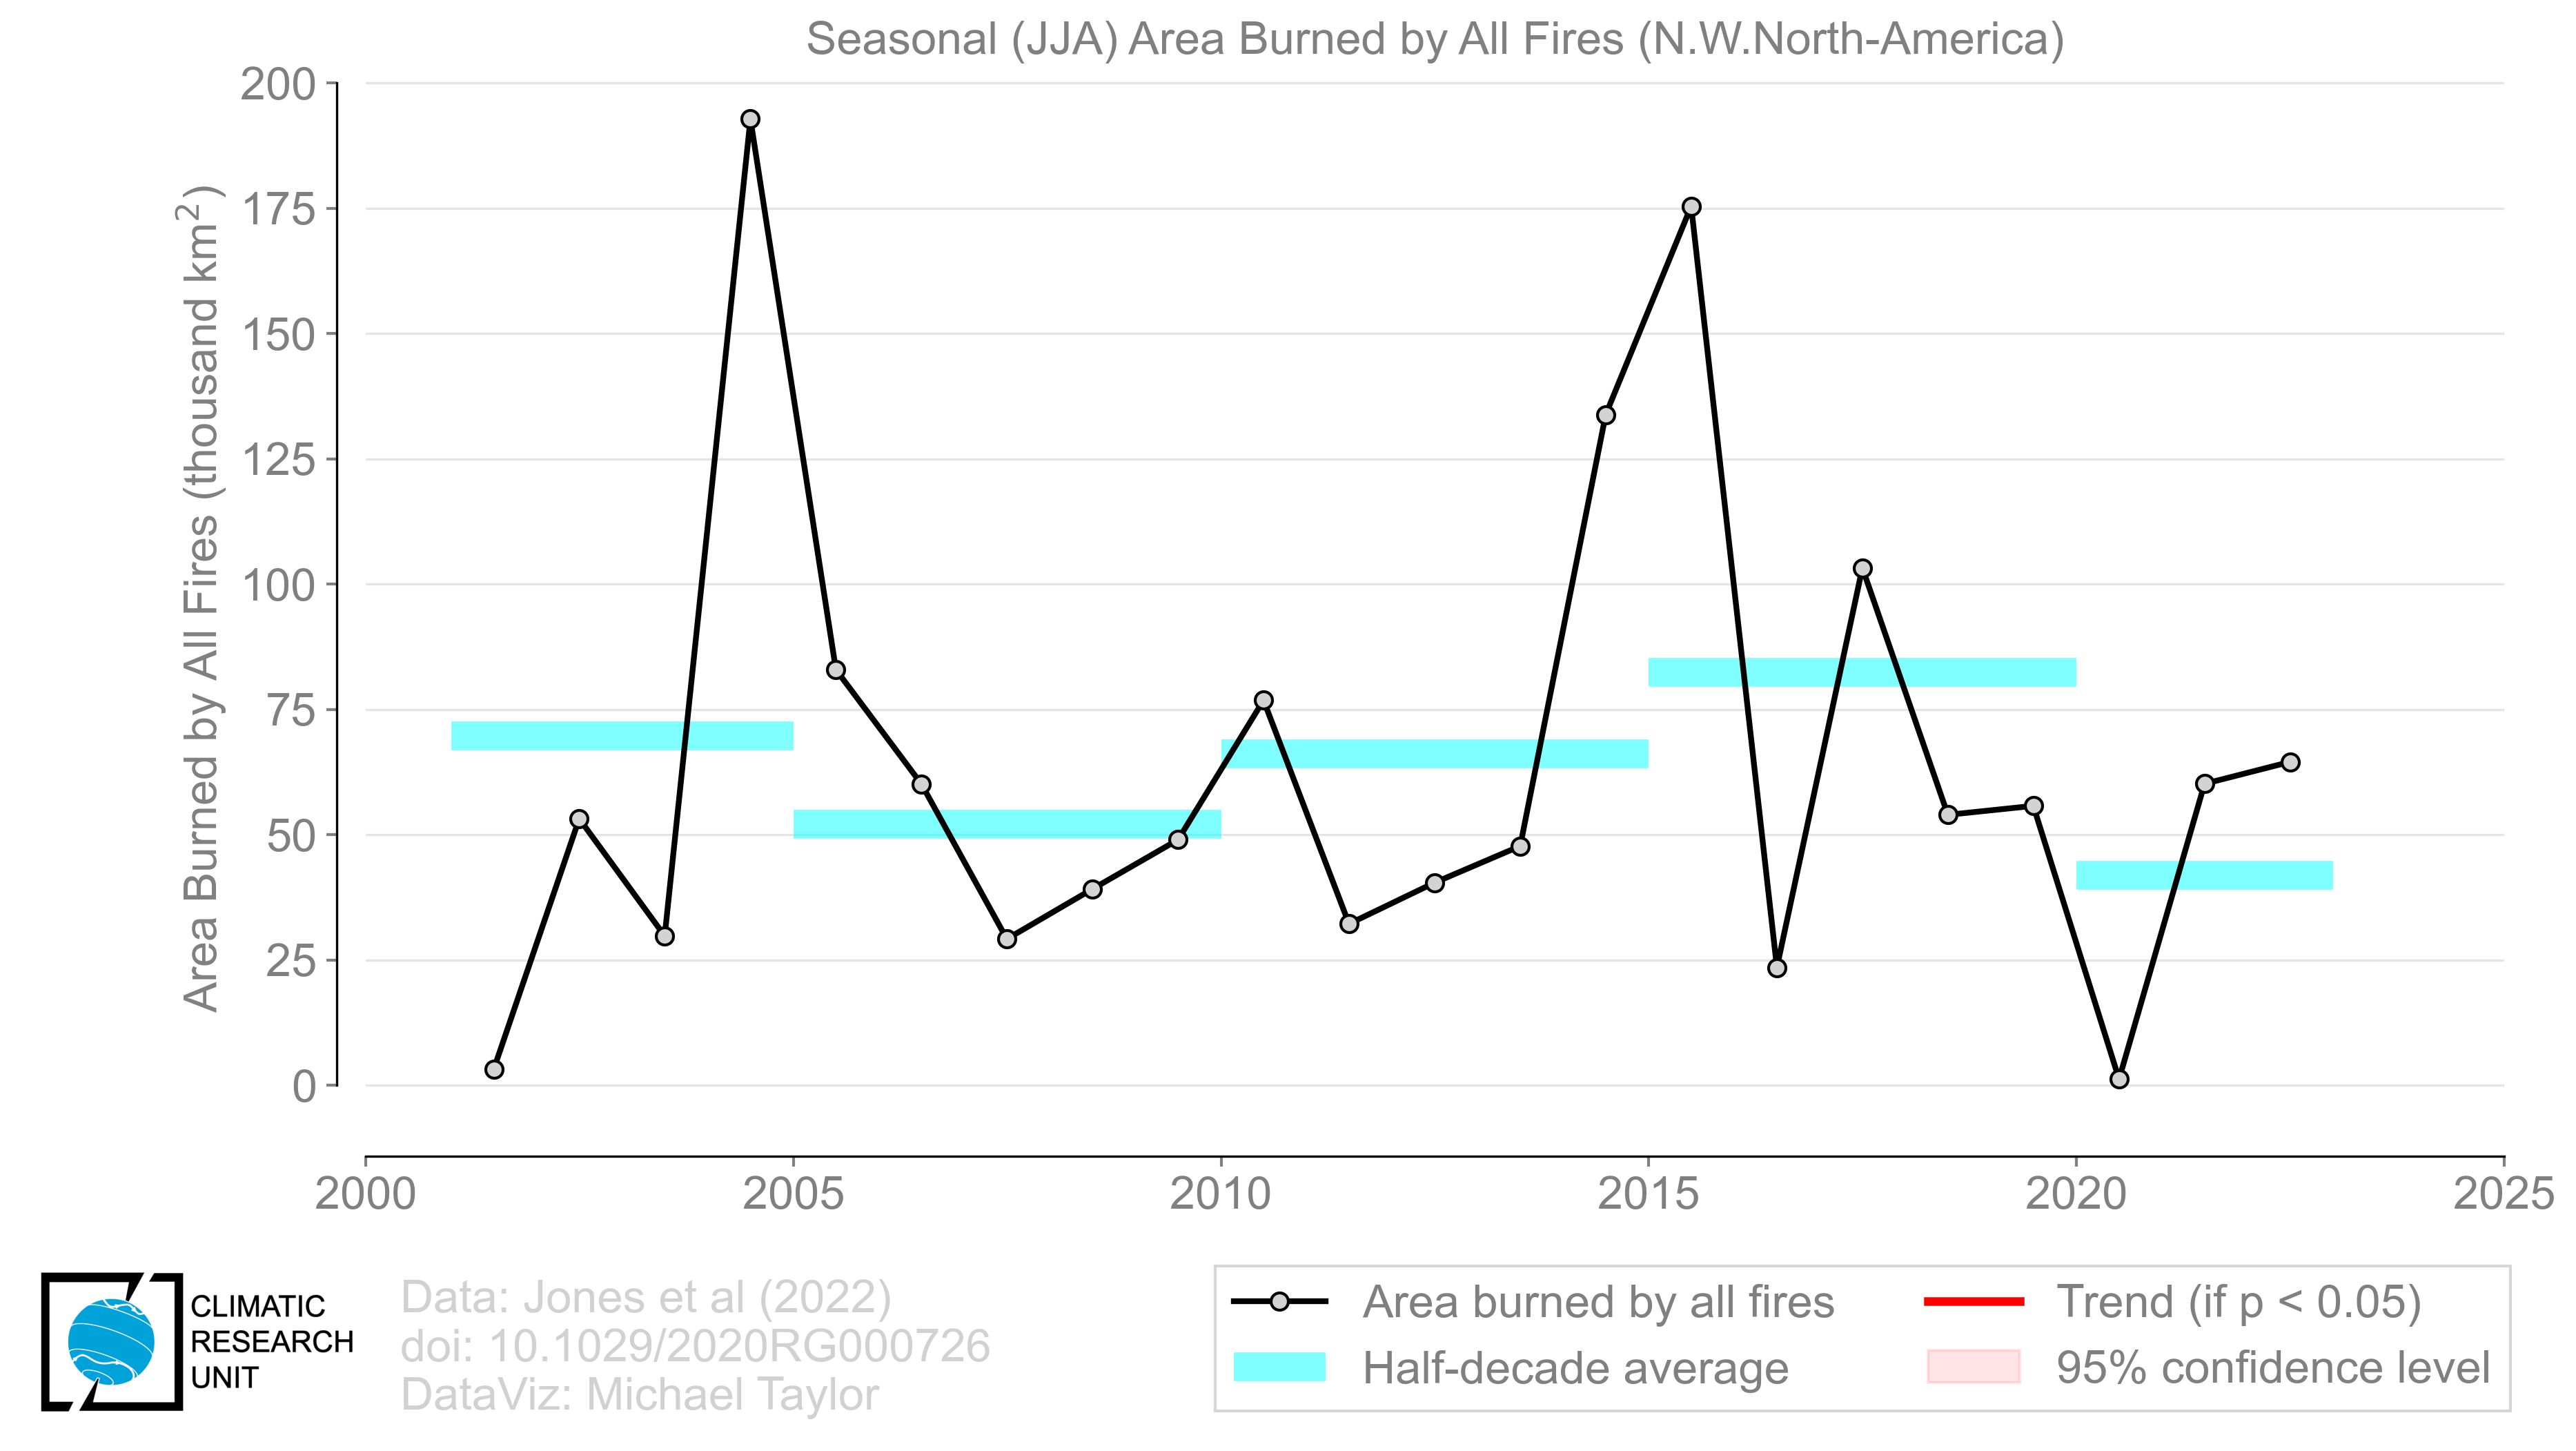 Seasonal (JJA) Area Burned by All Fires (N.W.North-America)
Area Burned by All Fires (thousand km²)
200
175
150
125
100
75
50
25
0
2000
2005
2010
2015
2020
2025
CLIMATIC
RESEARCH
UNIT
Data: Jones et al (2022)
doi: 10.1029/2020RG000726
DataViz: Michael Taylor
Area burned by all fires
Half-decade average
Trend (if p < 0.05)
95% confidence level